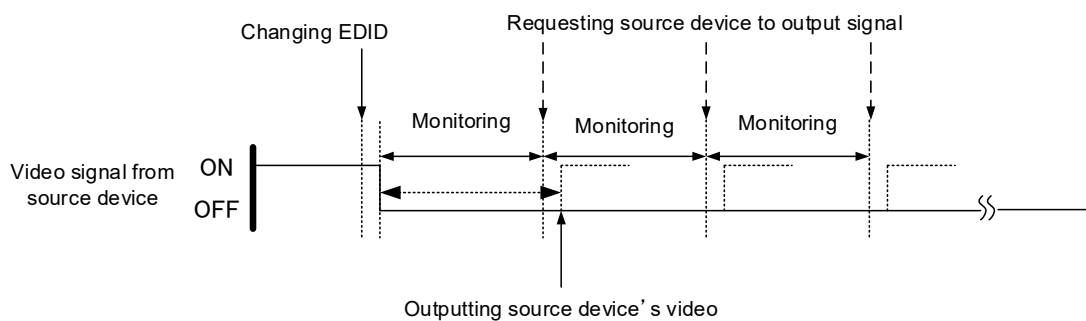 Requesting source device to output signal
Changing EDID
Monitoring
Monitoring
Monitoring
Video signal from
source device
ON
OFF
Outputting source device's video